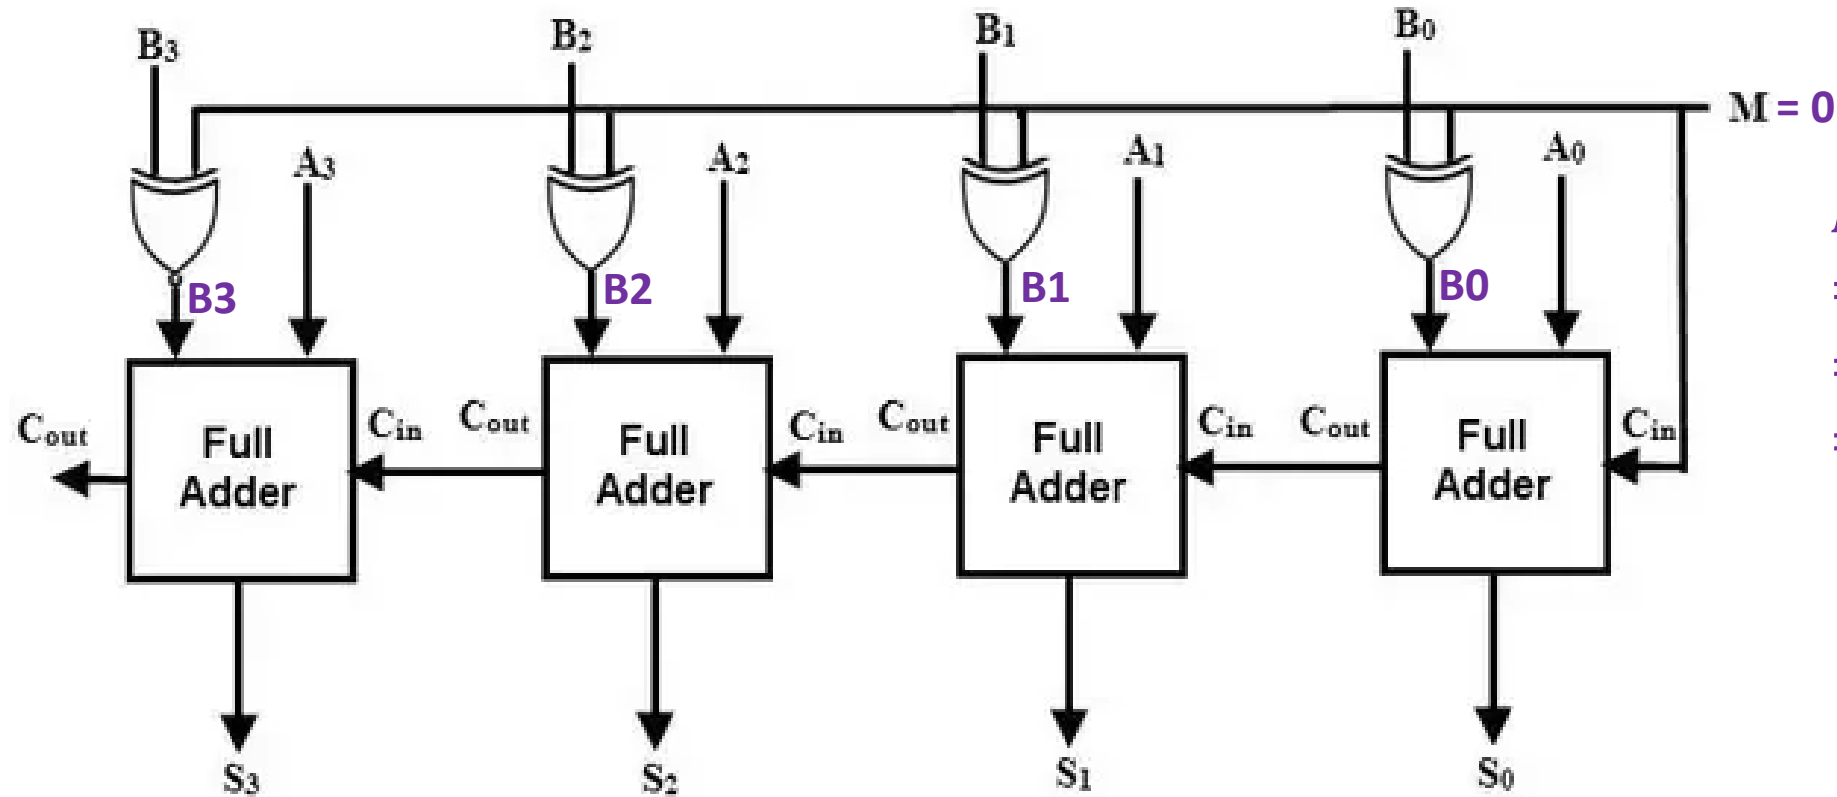 B3 B2 B1 B0
M = 0
A3 A2 A1 A0
B3 B2 B1 B0
Cout Cin Cout Cin Cout Cin Cout Cin
Full Full Full Full
Adder Adder Adder Adder
S3 S2 S1 S0